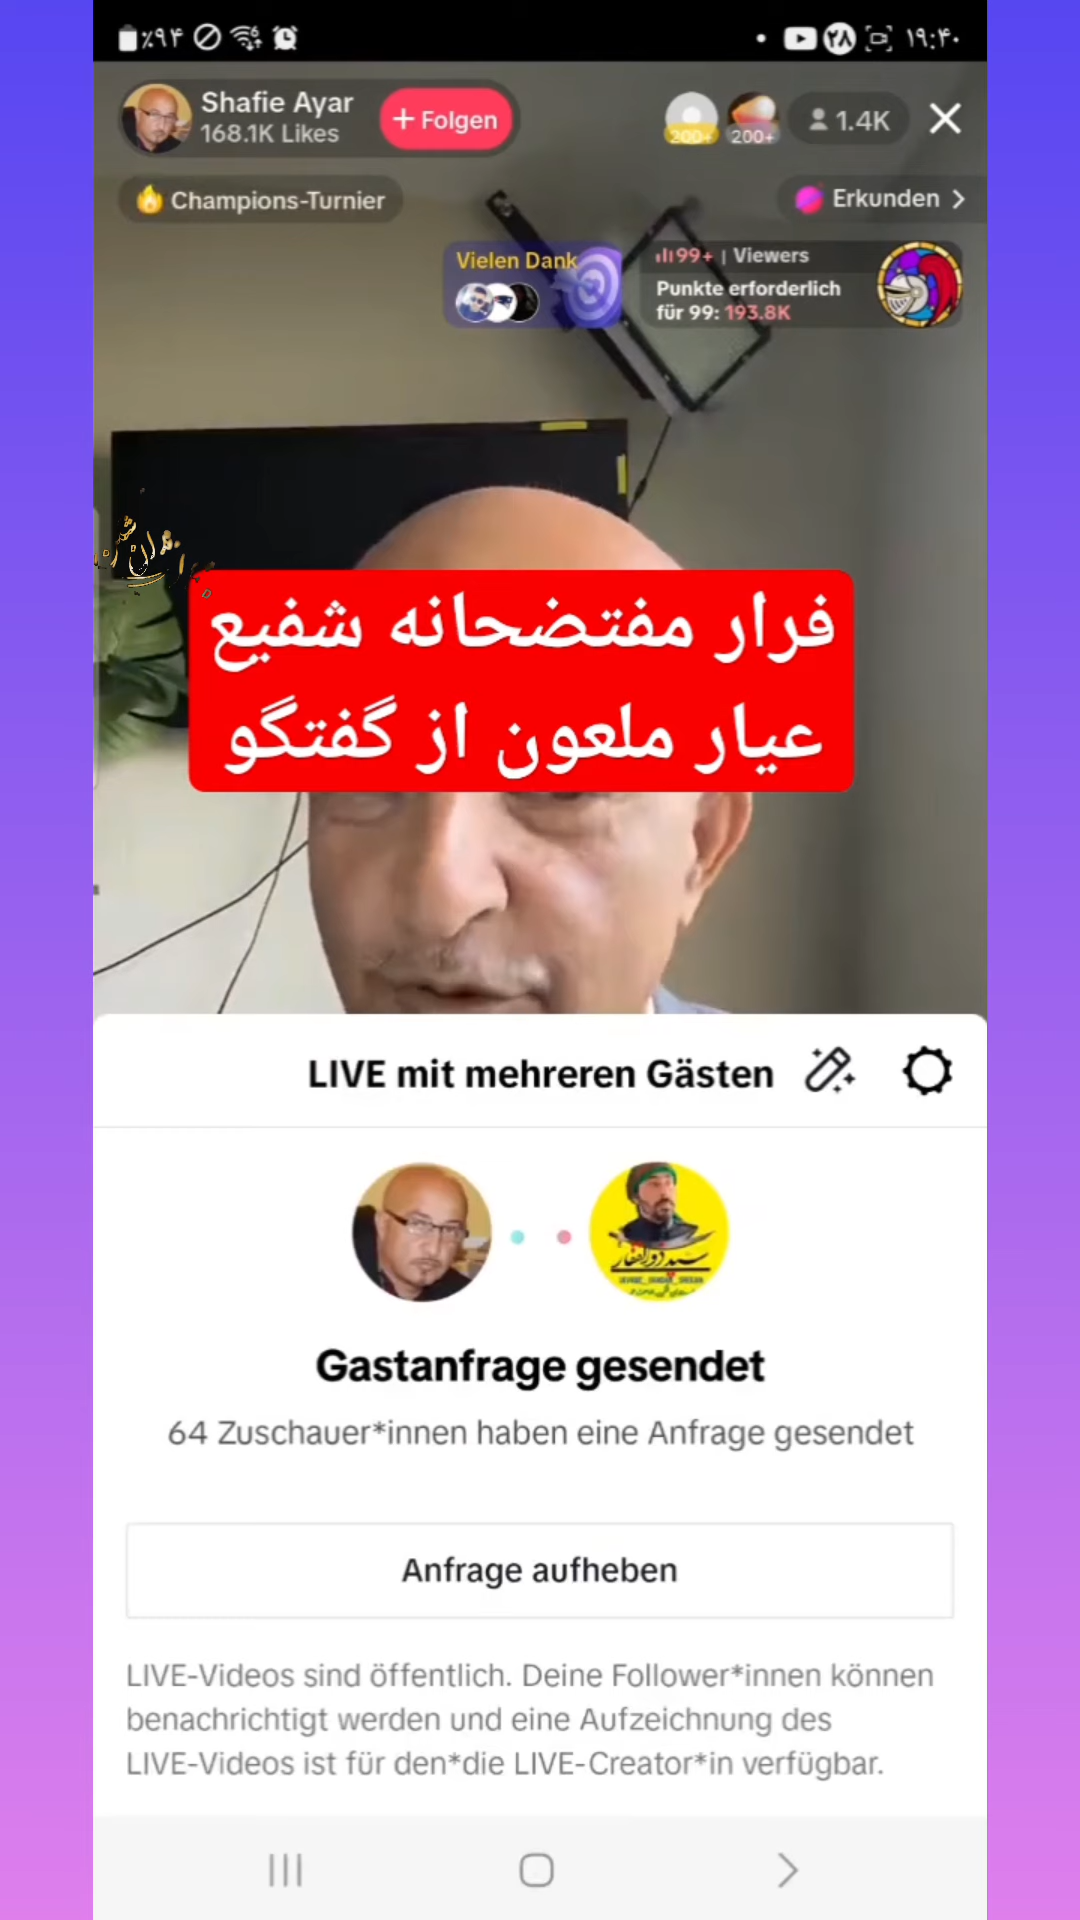 ٪۹۴
۲۸
۱۹:۴۰
Shafie Ayar
168.1K Likes
+ Folgen
200+
200+
1.4K
Champions-Turnier
Erkunden
Vielen Dank
99+ | Viewers
Punkte erforderlich
für 99: 193.8K
فرار مفتضحانه شفیع
عیار ملعون از گفتگو
LIVE mit mehreren Gästen
سید ذوالفقار
Gastanfrage gesendet
64 Zuschauer*innen haben eine Anfrage gesendet
Anfrage aufheben
LIVE-Videos sind öffentlich. Deine Follower*innen können
benachrichtigt werden und eine Aufzeichnung des
LIVE-Videos ist für den*die LIVE-Creator*in verfügbar.